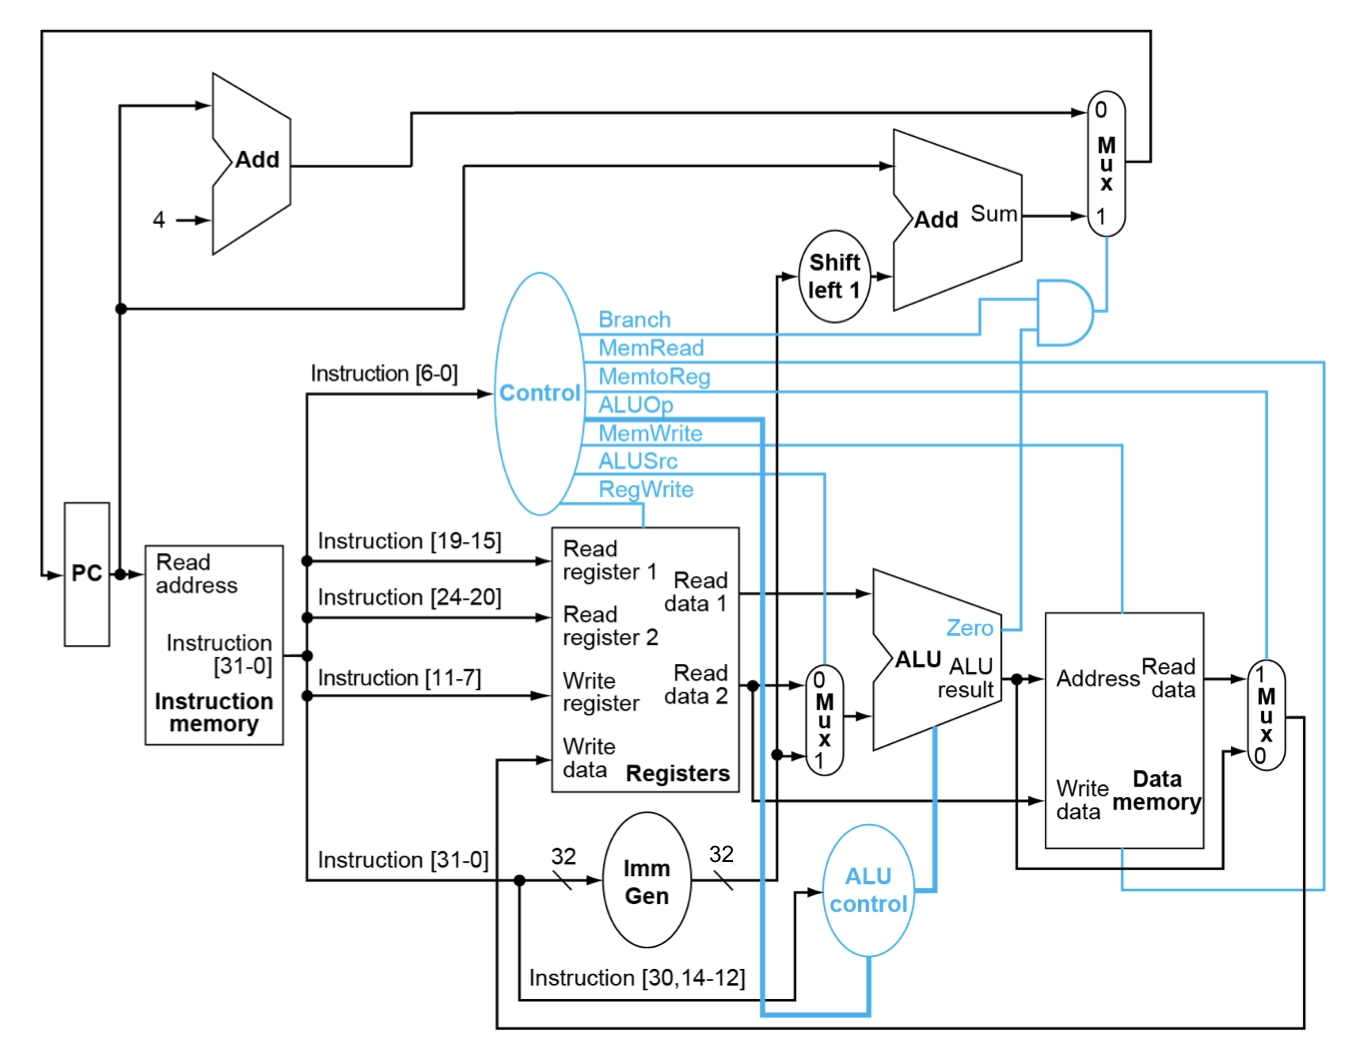 0
M
u
x
1
Add
4
Add Sum
Shift
left 1
Branch
MemRead
MemtoReg
ALUOp
MemWrite
ALUSrc
RegWrite
Control
Instruction [6-0]
PC
Read
address
Instruction
[31-0]
Instruction
memory
Instruction [19-15]
Instruction [24-20]
Instruction [11-7]
Instruction [31-0]
Read
register 1
Read
register 2
Write
register
Write
data
Read
data 1
Read
data 2
Registers
0
M
u
x
1
Zero
ALU
ALU
result
Address
Read
data
Write
data
Data
memory
1
M
u
x
0
32
Imm
Gen
32
ALU
control
Instruction [30,14-12]